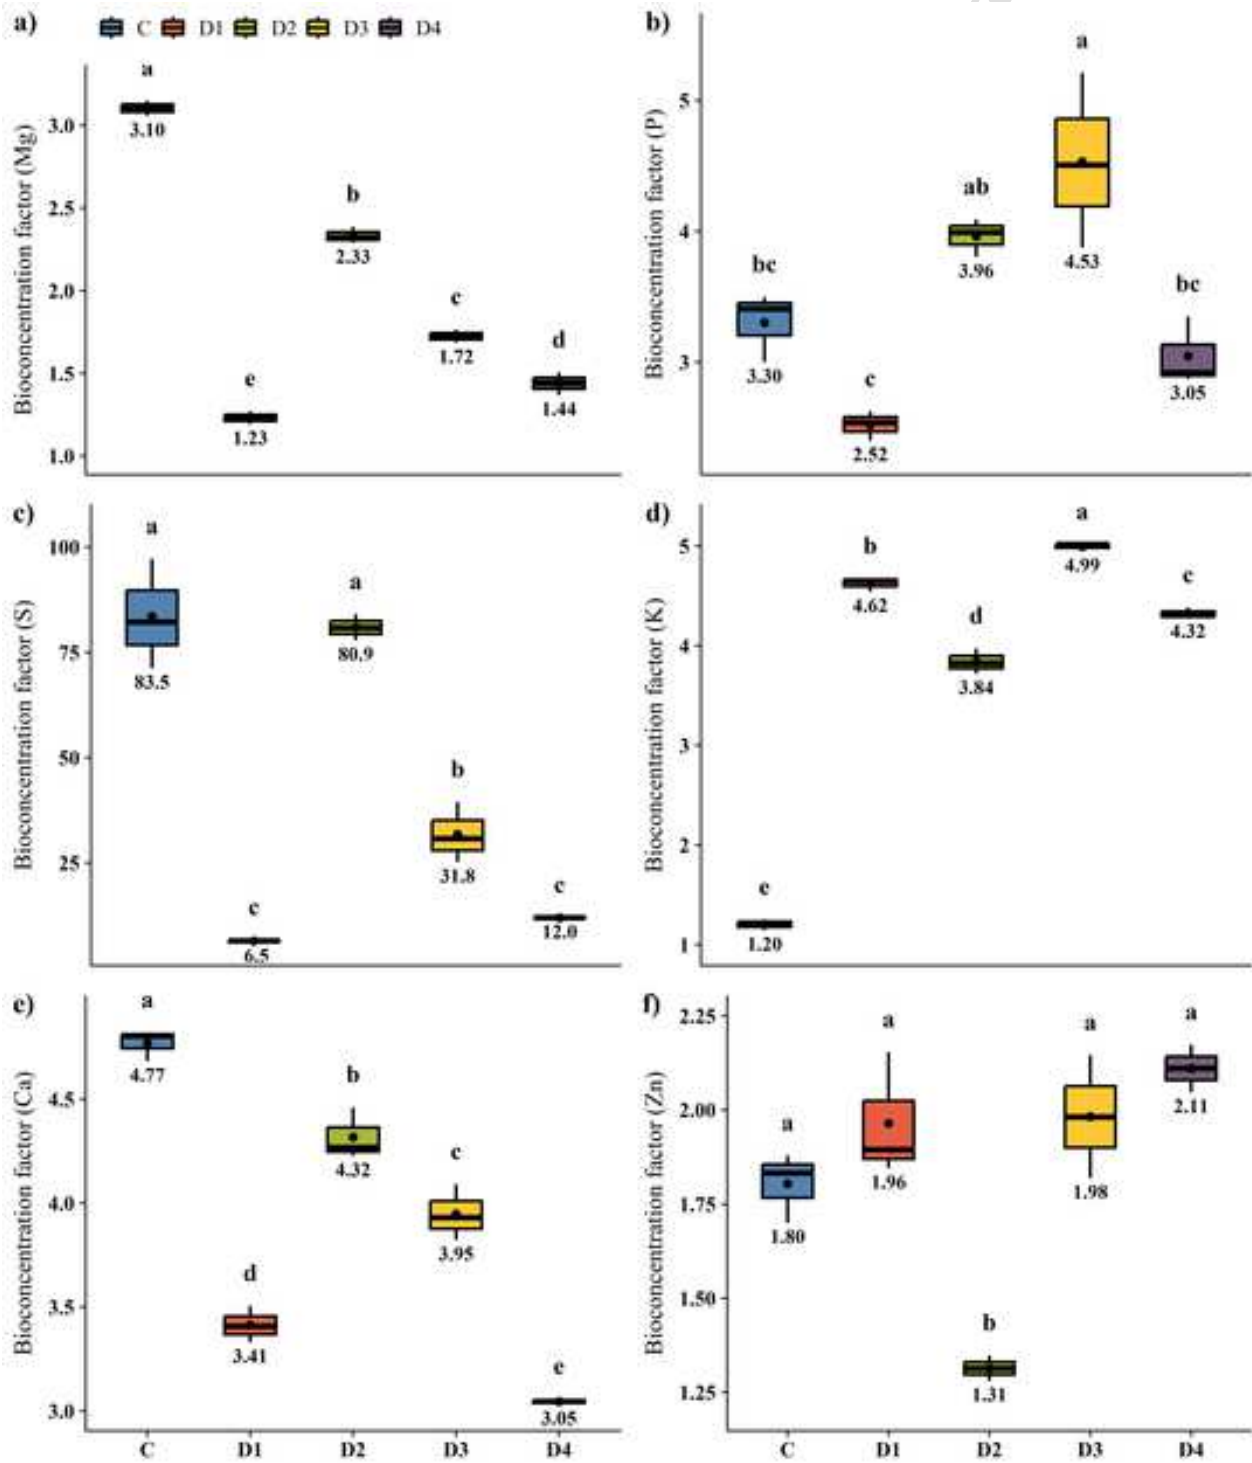 a)
C D1 D2 D3 D4
Bioconcentration factor (Mg)
3.0
2.5
2.0
1.5
1.0
a
3.10
e
1.23
b
2.33
c
1.72
d
1.44
b)
Bioconcentration factor (P)
5
4
3
bc
3.30
c
2.52
ab
3.96
a
4.53
bc
3.05
c)
Bioconcentration factor (S)
100
75
50
25
a
83.5
c
6.5
a
80.9
b
31.8
c
12.0
d)
Bioconcentration factor (K)
5
4
3
2
1
e
1.20
b
4.62
d
3.84
a
4.99
c
4.32
e)
Bioconcentration factor (Ca)
4.5
4.0
3.5
3.0
a
4.77
d
3.41
b
4.32
c
3.95
e
3.05
C D1 D2 D3 D4
f)
Bioconcentration factor (Zn)
2.25
2.00
1.75
1.50
1.25
a
1.80
a
1.96
b
1.31
a
1.98
a
2.11
C D1 D2 D3 D4